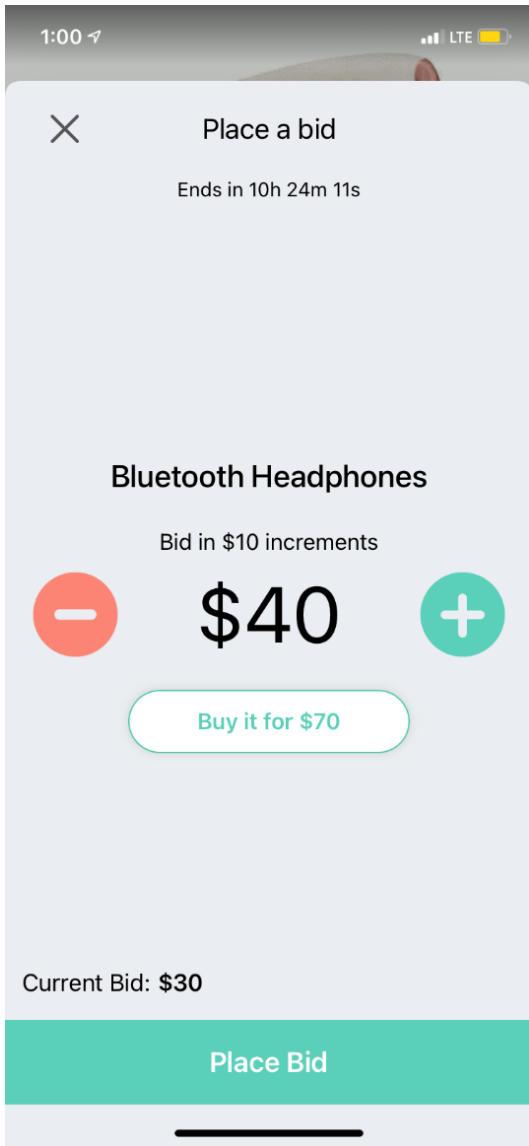 1:00
LTE
Place a bid
Ends in 10h 24m 11s
Bluetooth Headphones
Bid in $10 increments
$40
Buy it for $70
Current Bid: $30
Place Bid